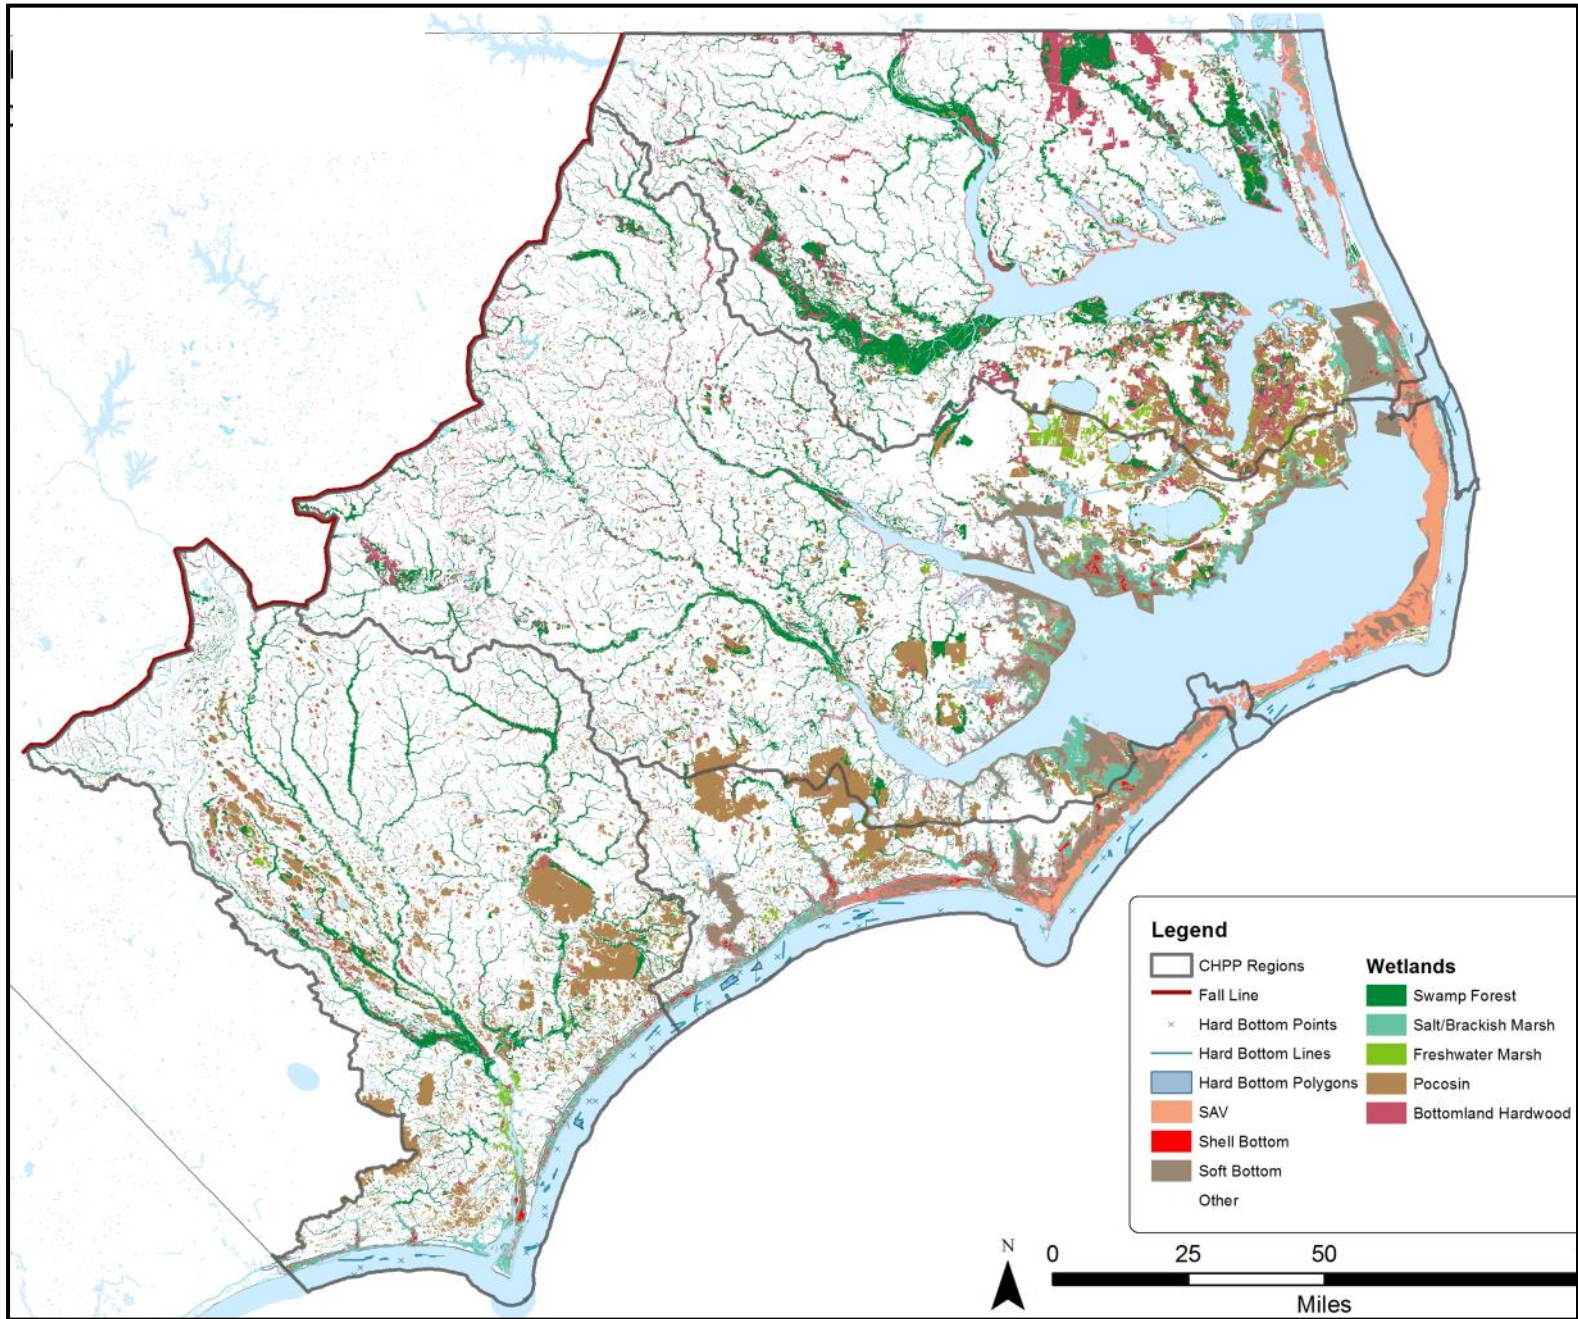 Legend
CHPP Regions
Fall Line
Hard Bottom Points
Hard Bottom Lines
Hard Bottom Polygons
SAV
Shell Bottom
Soft Bottom
Other
Wetlands
Swamp Forest
Salt/Brackish Marsh
Freshwater Marsh
Pocosin
Bottomland Hardwood
N
0 25 50
Miles